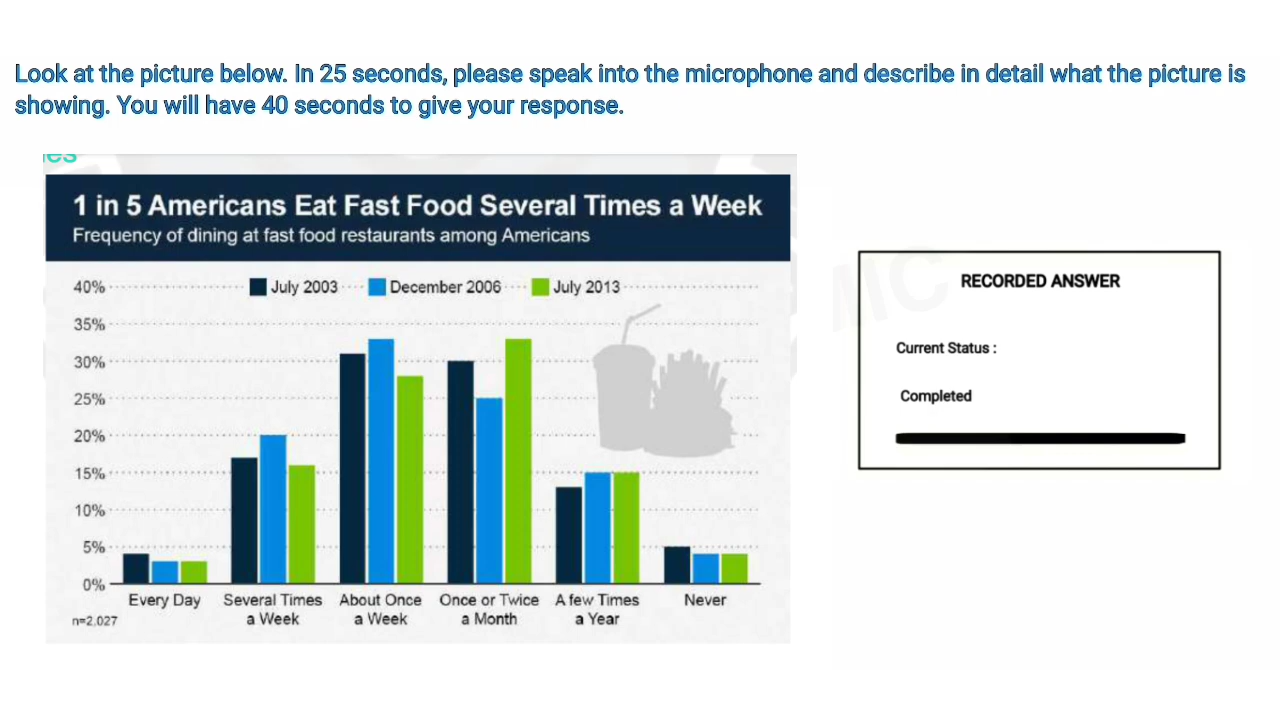 Look at the picture below. In 25 seconds, please speak into the microphone and describe in detail what the picture is
showing. You will have 40 seconds to give your response.
es
1 in 5 Americans Eat Fast Food Several Times a Week
Frequency of dining at fast food restaurants among Americans
July 2003
December 2006
July 2013
40%
35%
30%
25%
20%
15%
10%
5%
0%
Every Day
Several Times
a Week
About Once
a Week
Once or Twice
a Month
A few Times
a Year
Never
n=2,027
RECORDED ANSWER
Current Status :
Completed